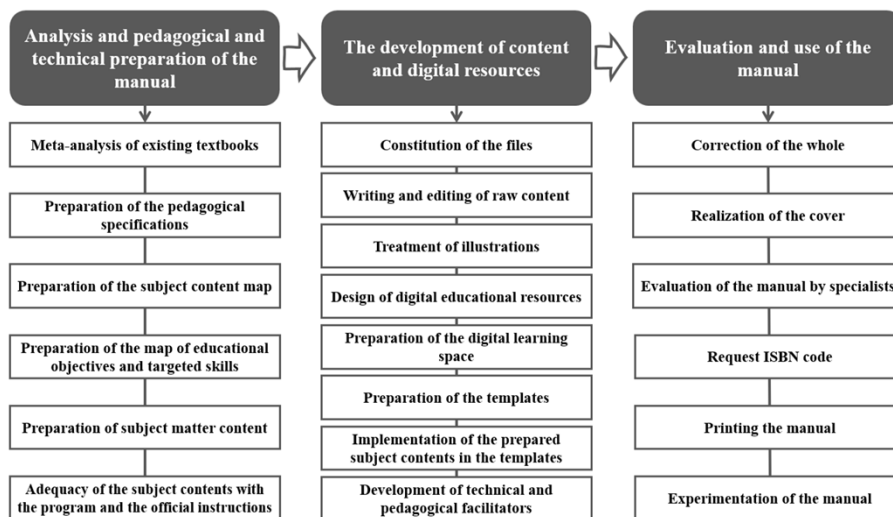 Analysis and pedagogical and
technical preparation of the
manual
Meta-analysis of existing textbooks
Preparation of the pedagogical
specifications
Preparation of the subject content map
Preparation of the map of educational
objectives and targeted skills
Preparation of subject matter content
Adequacy of the subject contents with
the program and the official instructions
The development of content
and digital resources
Constitution of the files
Writing and editing of raw content
Treatment of illustrations
Design of digital educational resources
Preparation of the digital learning
space
Preparation of the templates
Implementation of the prepared
subject contents in the templates
Development of technical and
pedagogical facilitators
Evaluation and use of the
manual
Correction of the whole
Realization of the cover
Evaluation of the manual by specialists
Request ISBN code
Printing the manual
Experimentation of the manual